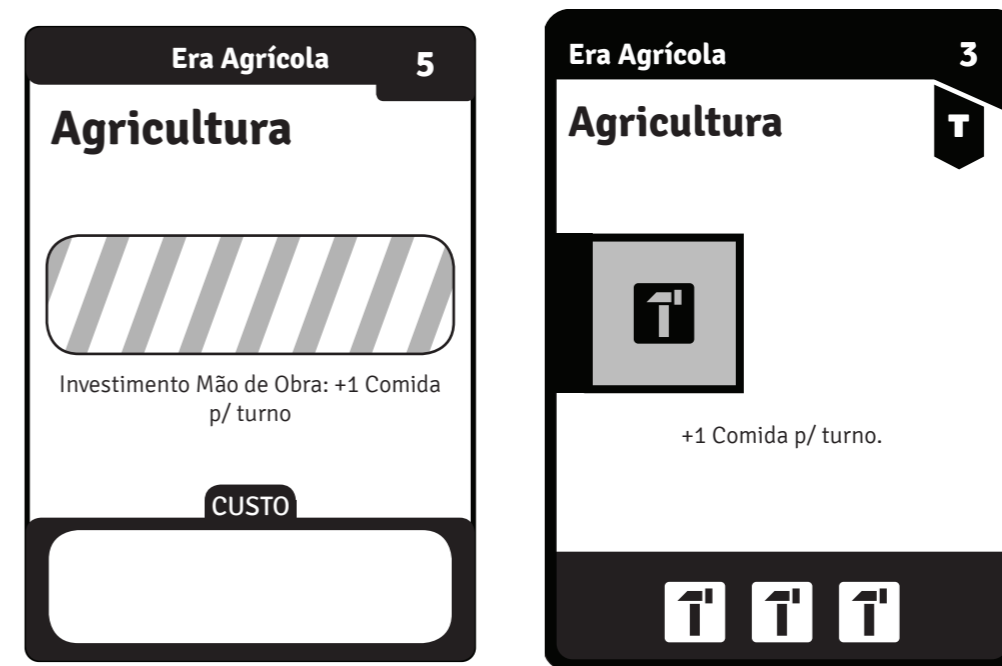 Era Agrícola 5
Agricultura
Investimento Mão de Obra: +1 Comida
p/ turno
CUSTO
Era Agrícola 3
Agricultura
T
+1 Comida p/ turno.